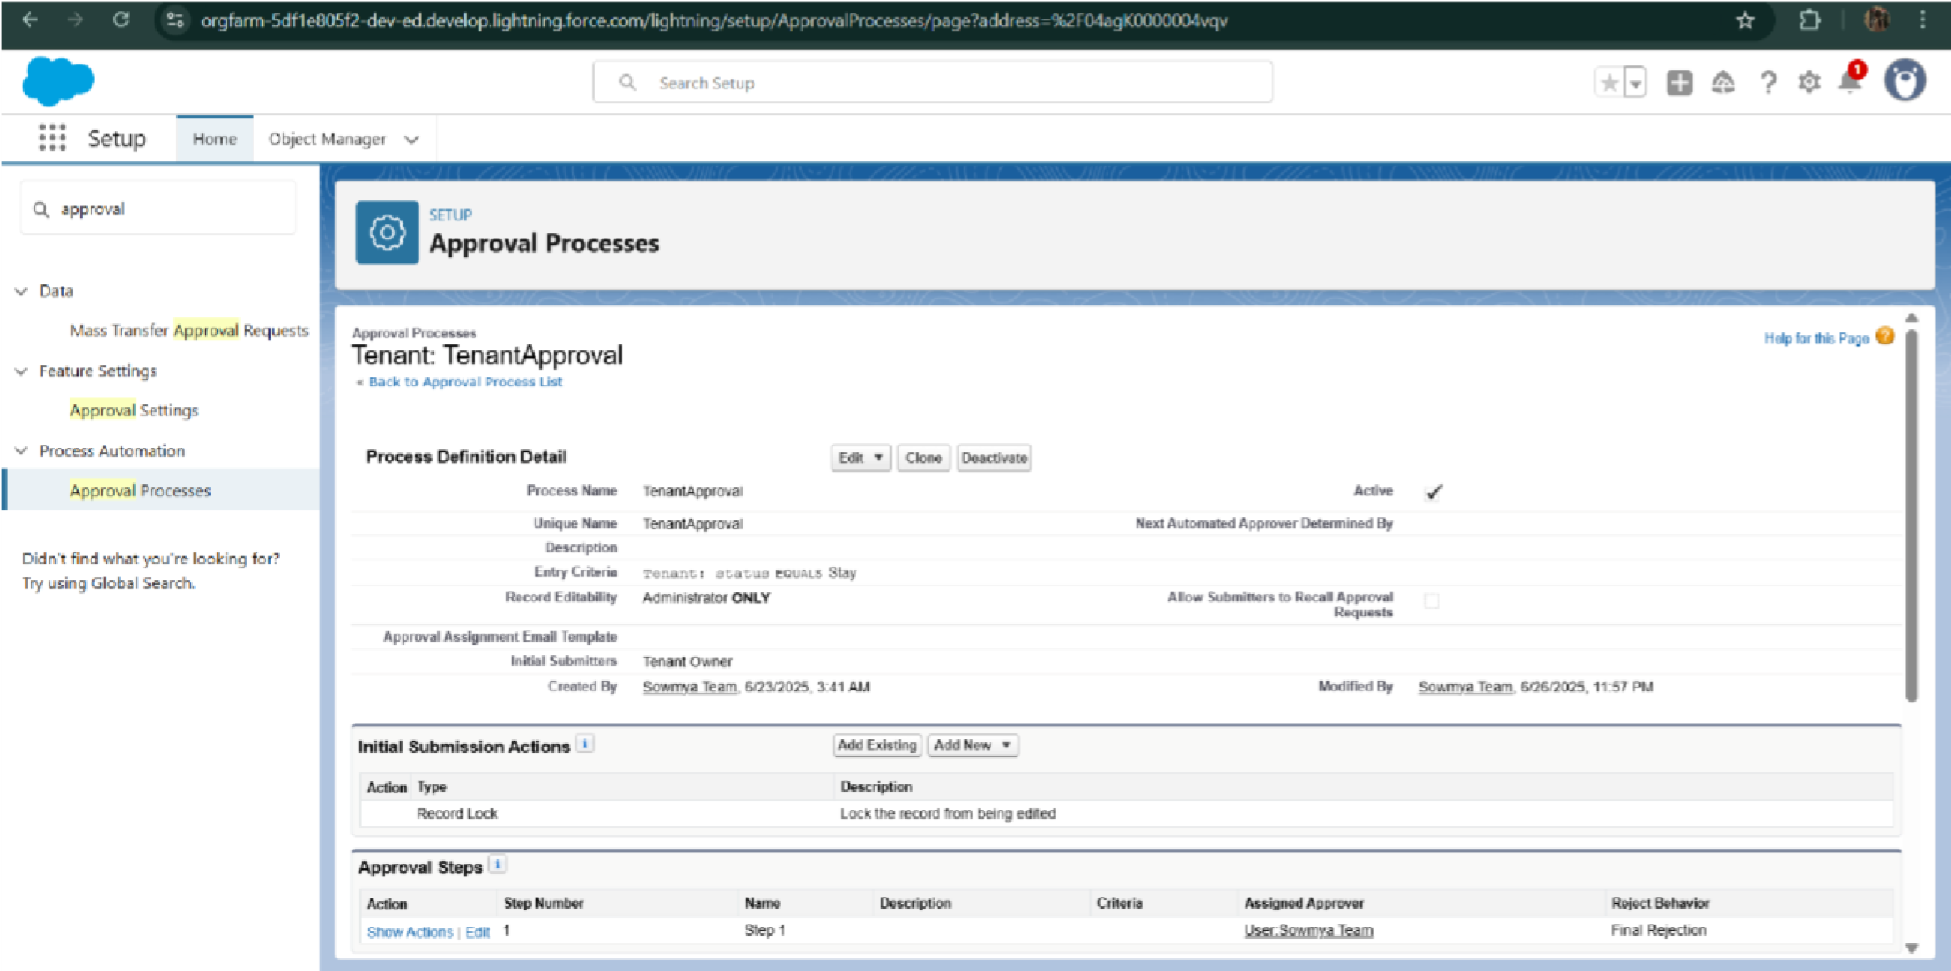 orgfarm-5df1e805f2-dev-ed.develop.lightning.force.com/lightning/setup/ApprovalProcesses/page?address=%2F04agK0000004vqv
Search Setup
1
Setup
Home
Object Manager
approval
Data
Mass Transfer Approval Requests
Feature Settings
Approval Settings
Process Automation
Approval Processes
Didn't find what you're looking for?
Try using Global Search.
SETUP
Approval Processes
Approval Processes
Tenant: TenantApproval
« Back to Approval Process List
Help for this Page ?
Process Definition Detail Edit Clone Deactivate
Process Name TenantApproval Active
Unique Name TenantApproval Next Automated Approver Determined By
Description
Entry Criteria Tenant: status EQUALS Stay
Record Editability Administrator ONLY Allow Submitters to Recall Approval Requests
Approval Assignment Email Template
Initial Submitters Tenant Owner
Created By Sowmya Team, 6/23/2025, 3:41 AM Modified By Sowmya Team, 6/26/2025, 11:57 PM
Initial Submission Actions i Add Existing Add New
Action Type Description
Record Lock Lock the record from being edited
Approval Steps i
Action Step Number Name Description Criteria Assigned Approver Reject Behavior
Show Actions | Edit 1 Step 1 User:Sowmya Team Final Rejection